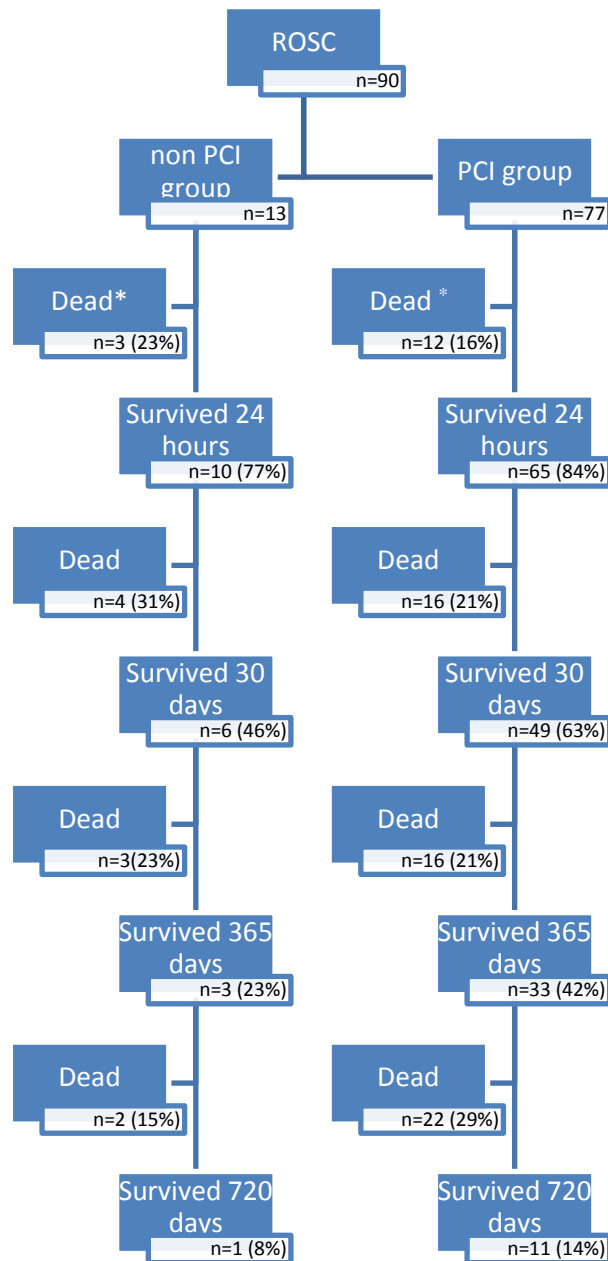 ROSC
n=90
non PCI
group
n=13
PCI group
n=77
Dead*
n=3 (23%)
Dead *
n=12 (16%)
Survived 24
hours
n=10 (77%)
Survived 24
hours
n=65 (84%)
Dead
n=4 (31%)
Dead
n=16 (21%)
Survived 30
days
n=6 (46%)
Survived 30
days
n=49 (63%)
Dead
n=3(23%)
Dead
n=16 (21%)
Survived 365
days
n=3 (23%)
Survived 365
days
n=33 (42%)
Dead
n=2 (15%)
Dead
n=22 (29%)
Survived 720
days
n=1 (8%)
Survived 720
days
n=11 (14%)